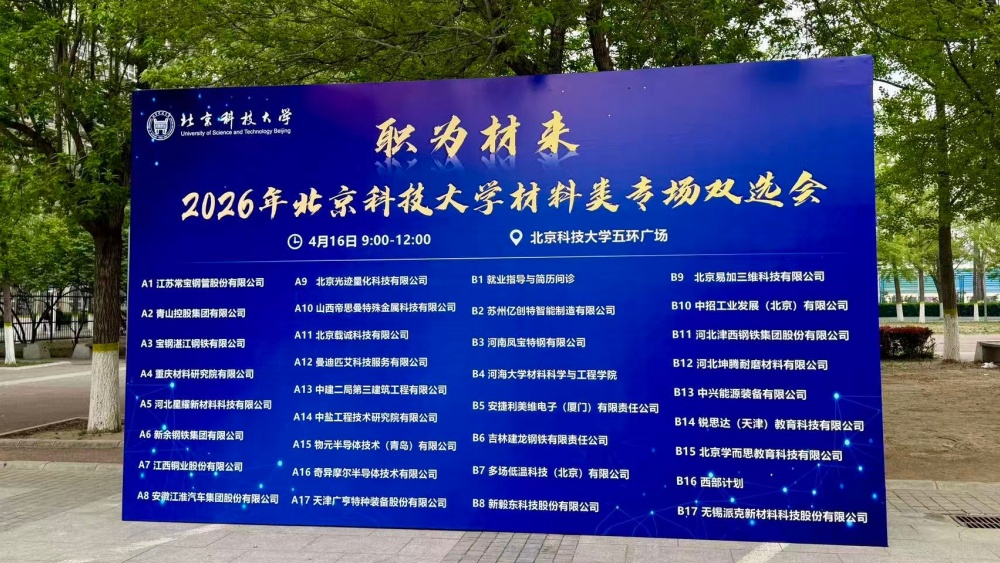 北京科技大学
University of Science and Technology Beijing
职为材来
2026年北京科技大学材料类专场双选会
4月16日 9:00-12:00
北京科技大学五环广场
A1 江苏常宝钢管股份有限公司
A2 青山控股集团有限公司
A3 宝钢湛江钢铁有限公司
A4 重庆材料研究院有限公司
A5 河北星耀新材料科技有限公司
A6 新余钢铁集团有限公司
A7 江西铜业股份有限公司
A8 安徽江淮汽车集团股份有限公司
A9 北京光迹量化科技有限公司
A10 山西帝思曼特殊金属科技有限公司
A11 北京载诚科技有限公司
A12 曼迪匹艾科技服务有限公司
A13 中建二局第三建筑工程有限公司
A14 中盐工程技术研究院有限公司
A15 物元半导体技术（青岛）有限公司
A16 奇异摩尔半导体技术有限公司
A17 天津广亨特种装备股份有限公司
B1 就业指导与简历问诊
B2 苏州亿创特智能制造有限公司
B3 河南凤宝特钢有限公司
B4 河海大学材料科学与工程学院
B5 安捷利美维电子（厦门）有限责任公司
B6 吉林建龙钢铁有限责任公司
B7 多场低温科技（北京）有限公司
B8 新毅东科技股份有限公司
B9 北京易加三维科技有限公司
B10 中招工业发展（北京）有限公司
B11 河北津西钢铁集团股份有限公司
B12 河北坤腾耐磨材料有限公司
B13 中兴能源装备有限公司
B14 锐思达（天津）教育科技有限公司
B15 北京学而思教育科技有限公司
B16 西部计划
B17 无锡派克新材料科技股份有限公司